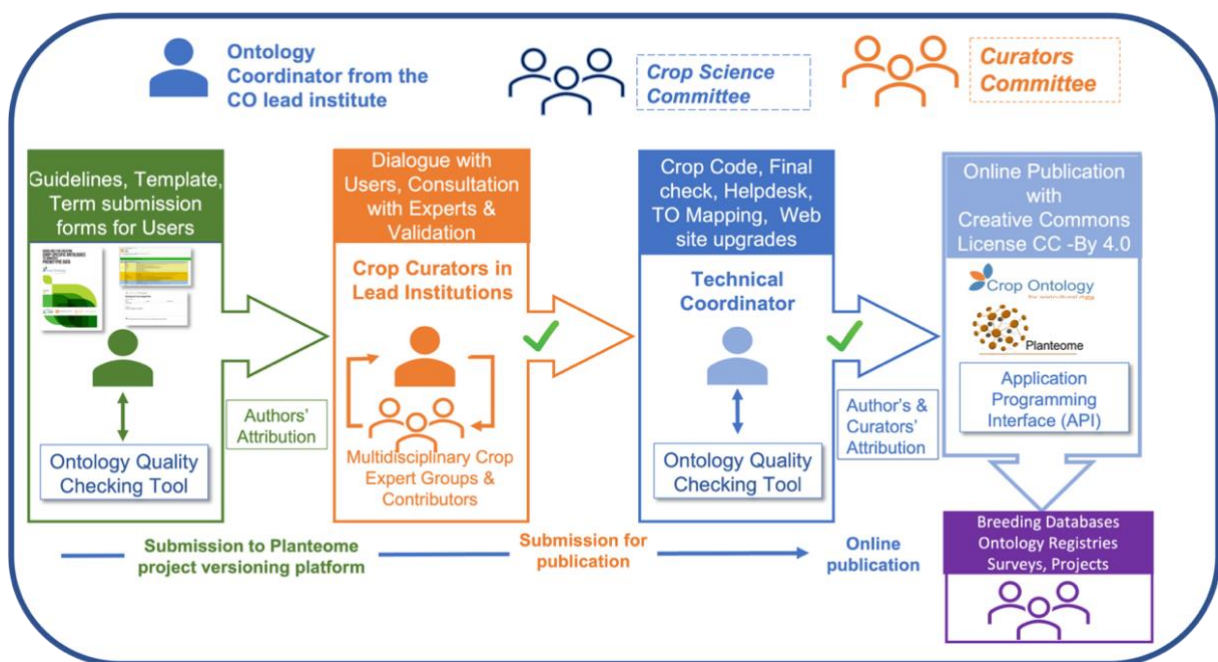 Ontology
Coordinator from the
CO lead institute
Crop Science
Committee
Curators
Committee
Guidelines, Template,
Term submission
forms for Users
Ontology Quality
Checking Tool
Authors'
Attribution
Dialogue with
Users, Consultation
with Experts &
Validation
Crop Curators in
Lead Institutions
Multidisciplinary Crop
Expert Groups &
Contributors
Crop Code, Final
check, Helpdesk,
TO Mapping, Web
site upgrades
Technical
Coordinator
Ontology Quality
Checking Tool
Author's &
Curators'
Attribution
Online Publication
with
Creative Commons
License CC -By 4.0
Crop Ontology
for agricultural data
Planteome
Application
Programming
Interface (API)
Breeding Databases
Ontology Registries
Surveys, Projects
Submission to Planteome
project versioning platform
Submission for
publication
Online
publication